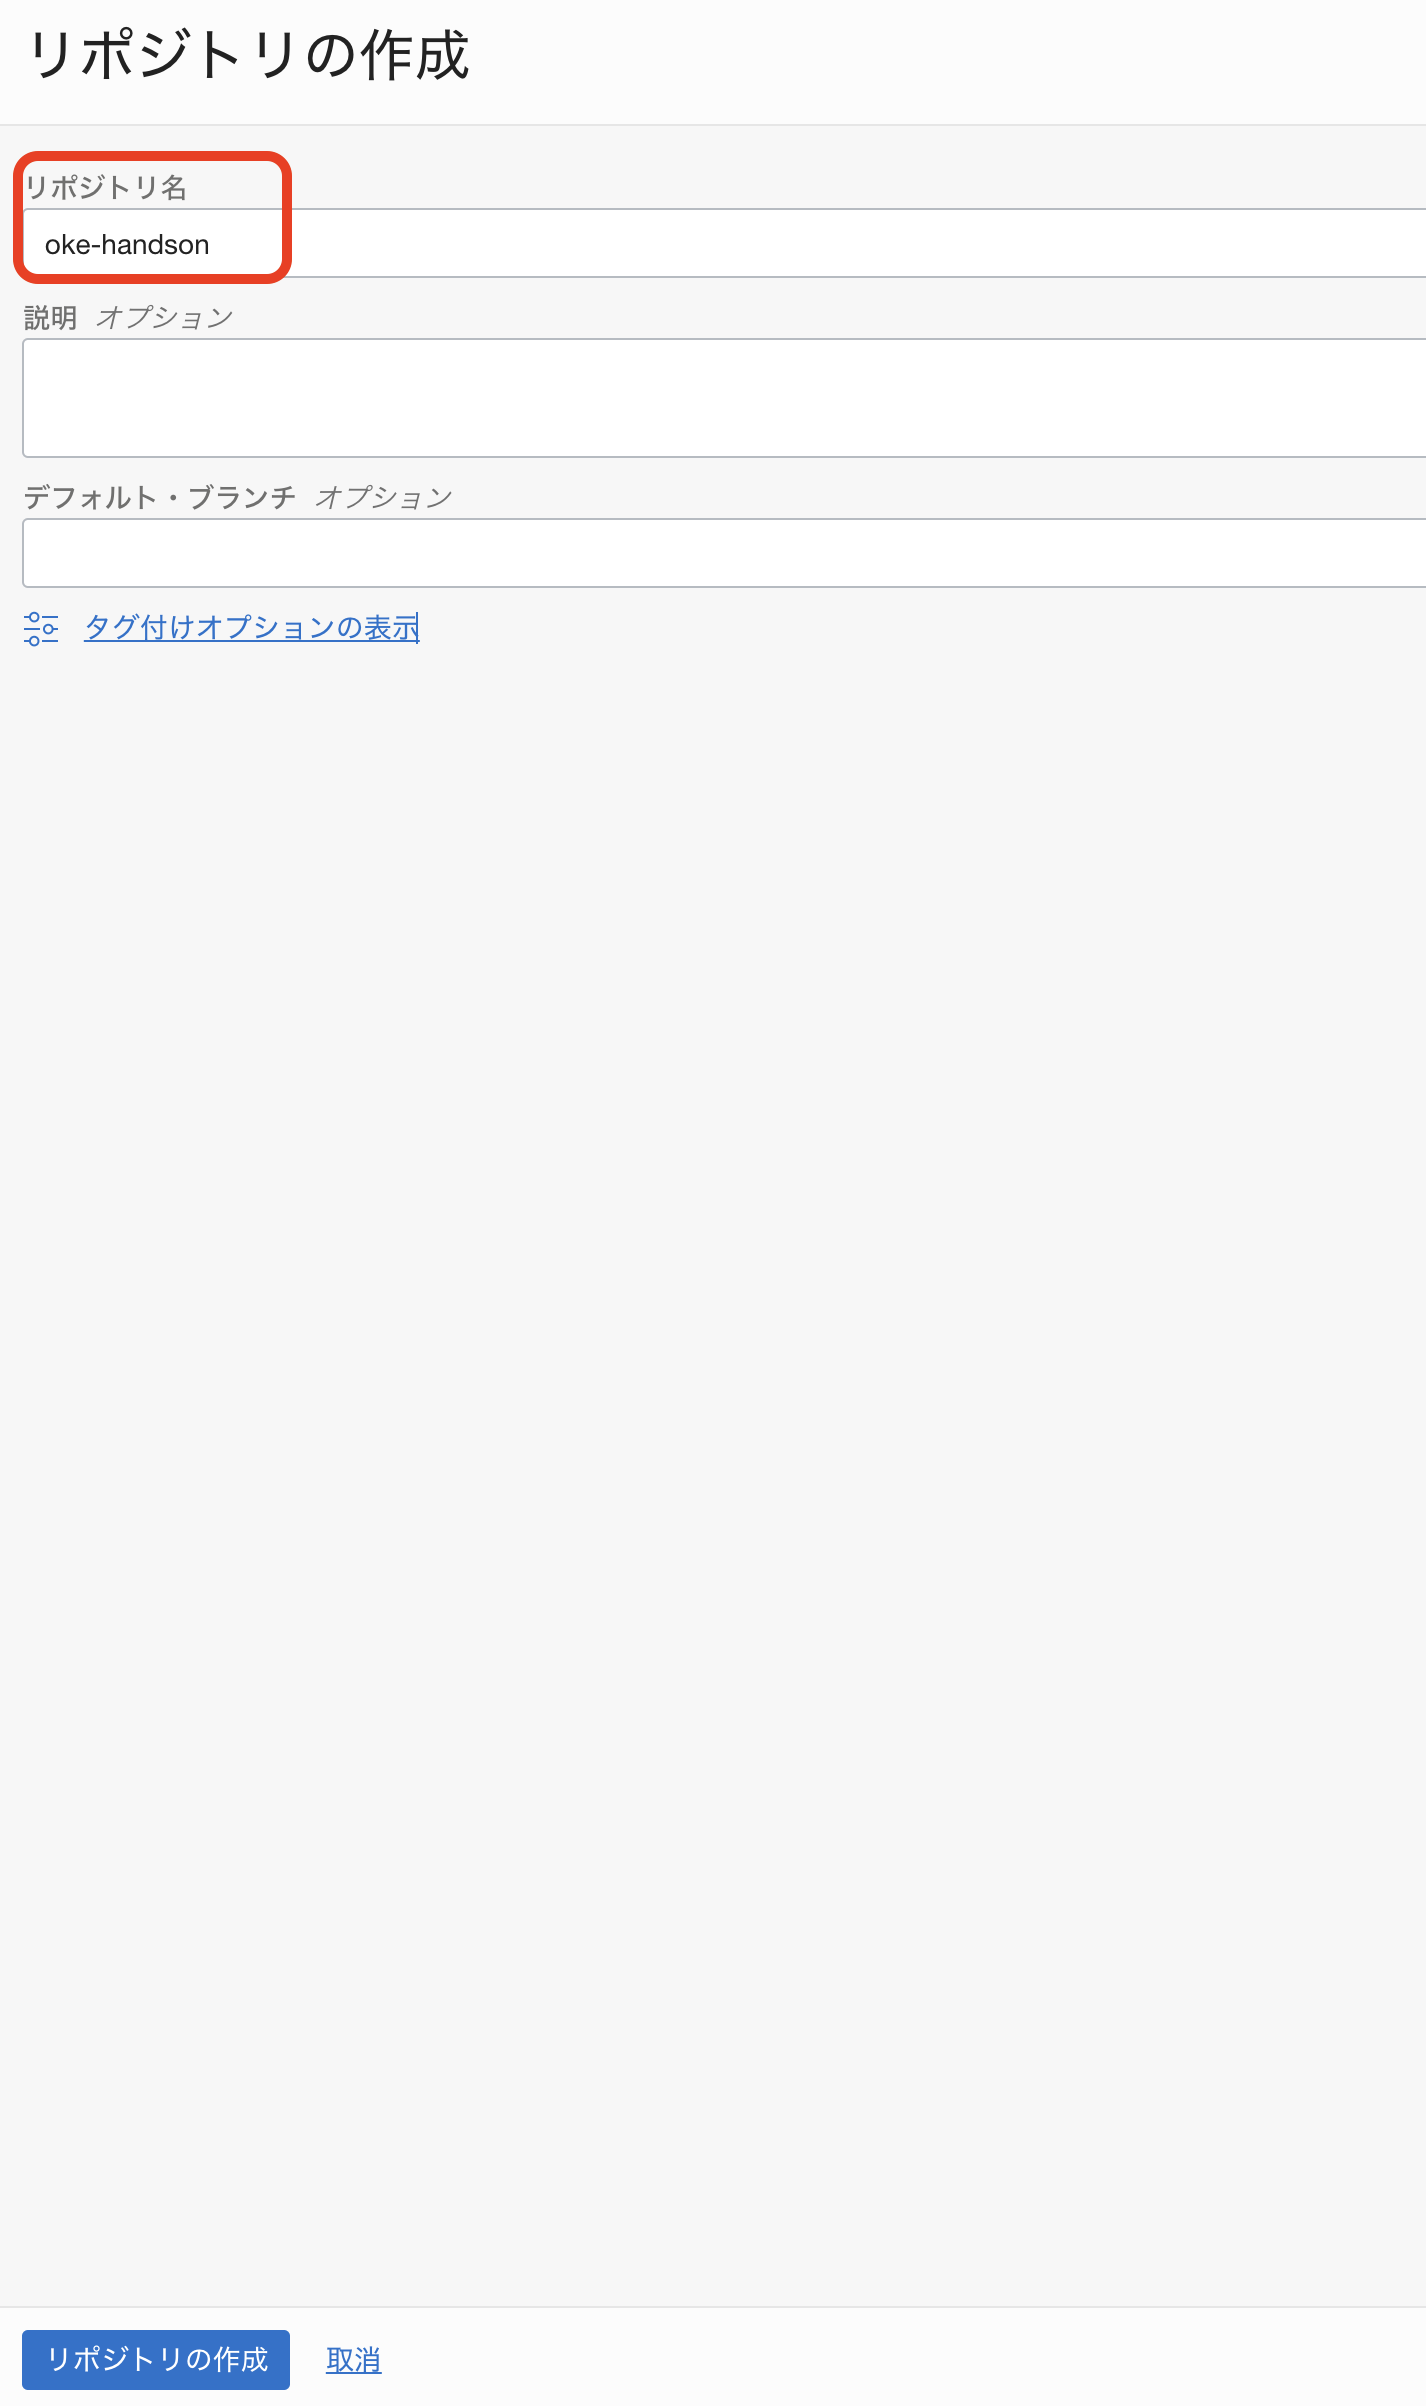 リポジトリの作成
リポジトリ名
oke-handson
説明 オプション
デフォルト・ブランチ オプション
タグ付けオプションの表示
リポジトリの作成 取消